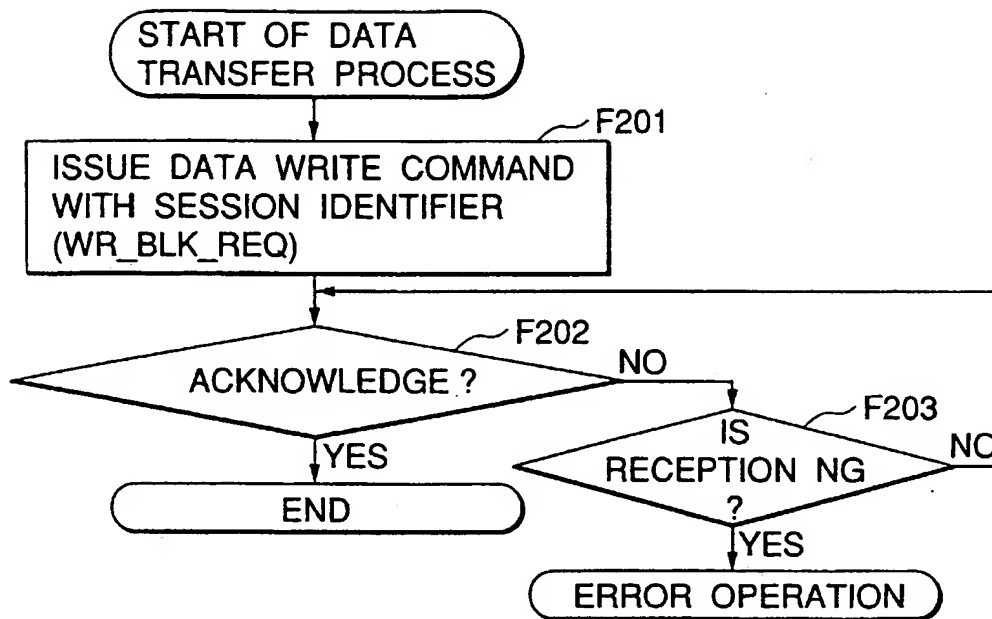 START OF DATA
TRANSFER PROCESS
F201
ISSUE DATA WRITE COMMAND
WITH SESSION IDENTIFIER
(WR_BLK_REQ)
F202
ACKNOWLEDGE ?
NO
F203
IS
RECEPTION NG
?
NO
YES
END
YES
ERROR OPERATION